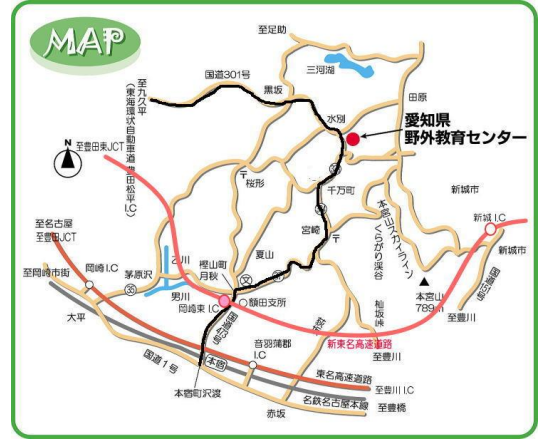 MAP
至足助
三河湖
国道301号
黒坂
田原
至九久平
(東海環状自動車道 豊田松平I.C)
水別
愛知県
野外教育センター
N
至豊田東JCT
桜形
千万町
新城市
本宮山スカイライン
くらがり渓谷
新城I.C
新城市
至名古屋
至豊田JCT
宮崎
乙川
樫山町
月秋
夏山
至岡崎市街
岡崎I.C
茅原沢
男川
35
岡崎東I.C
額田支所
本宮山
789m
至豊川
大平
国道1号
音羽蒲郡
I.C
新東名高速道路
至豊川
本宿
東名高速道路
至豊川I.C
本宿町沢渡
名鉄名古屋本線
赤坂
至豊橋